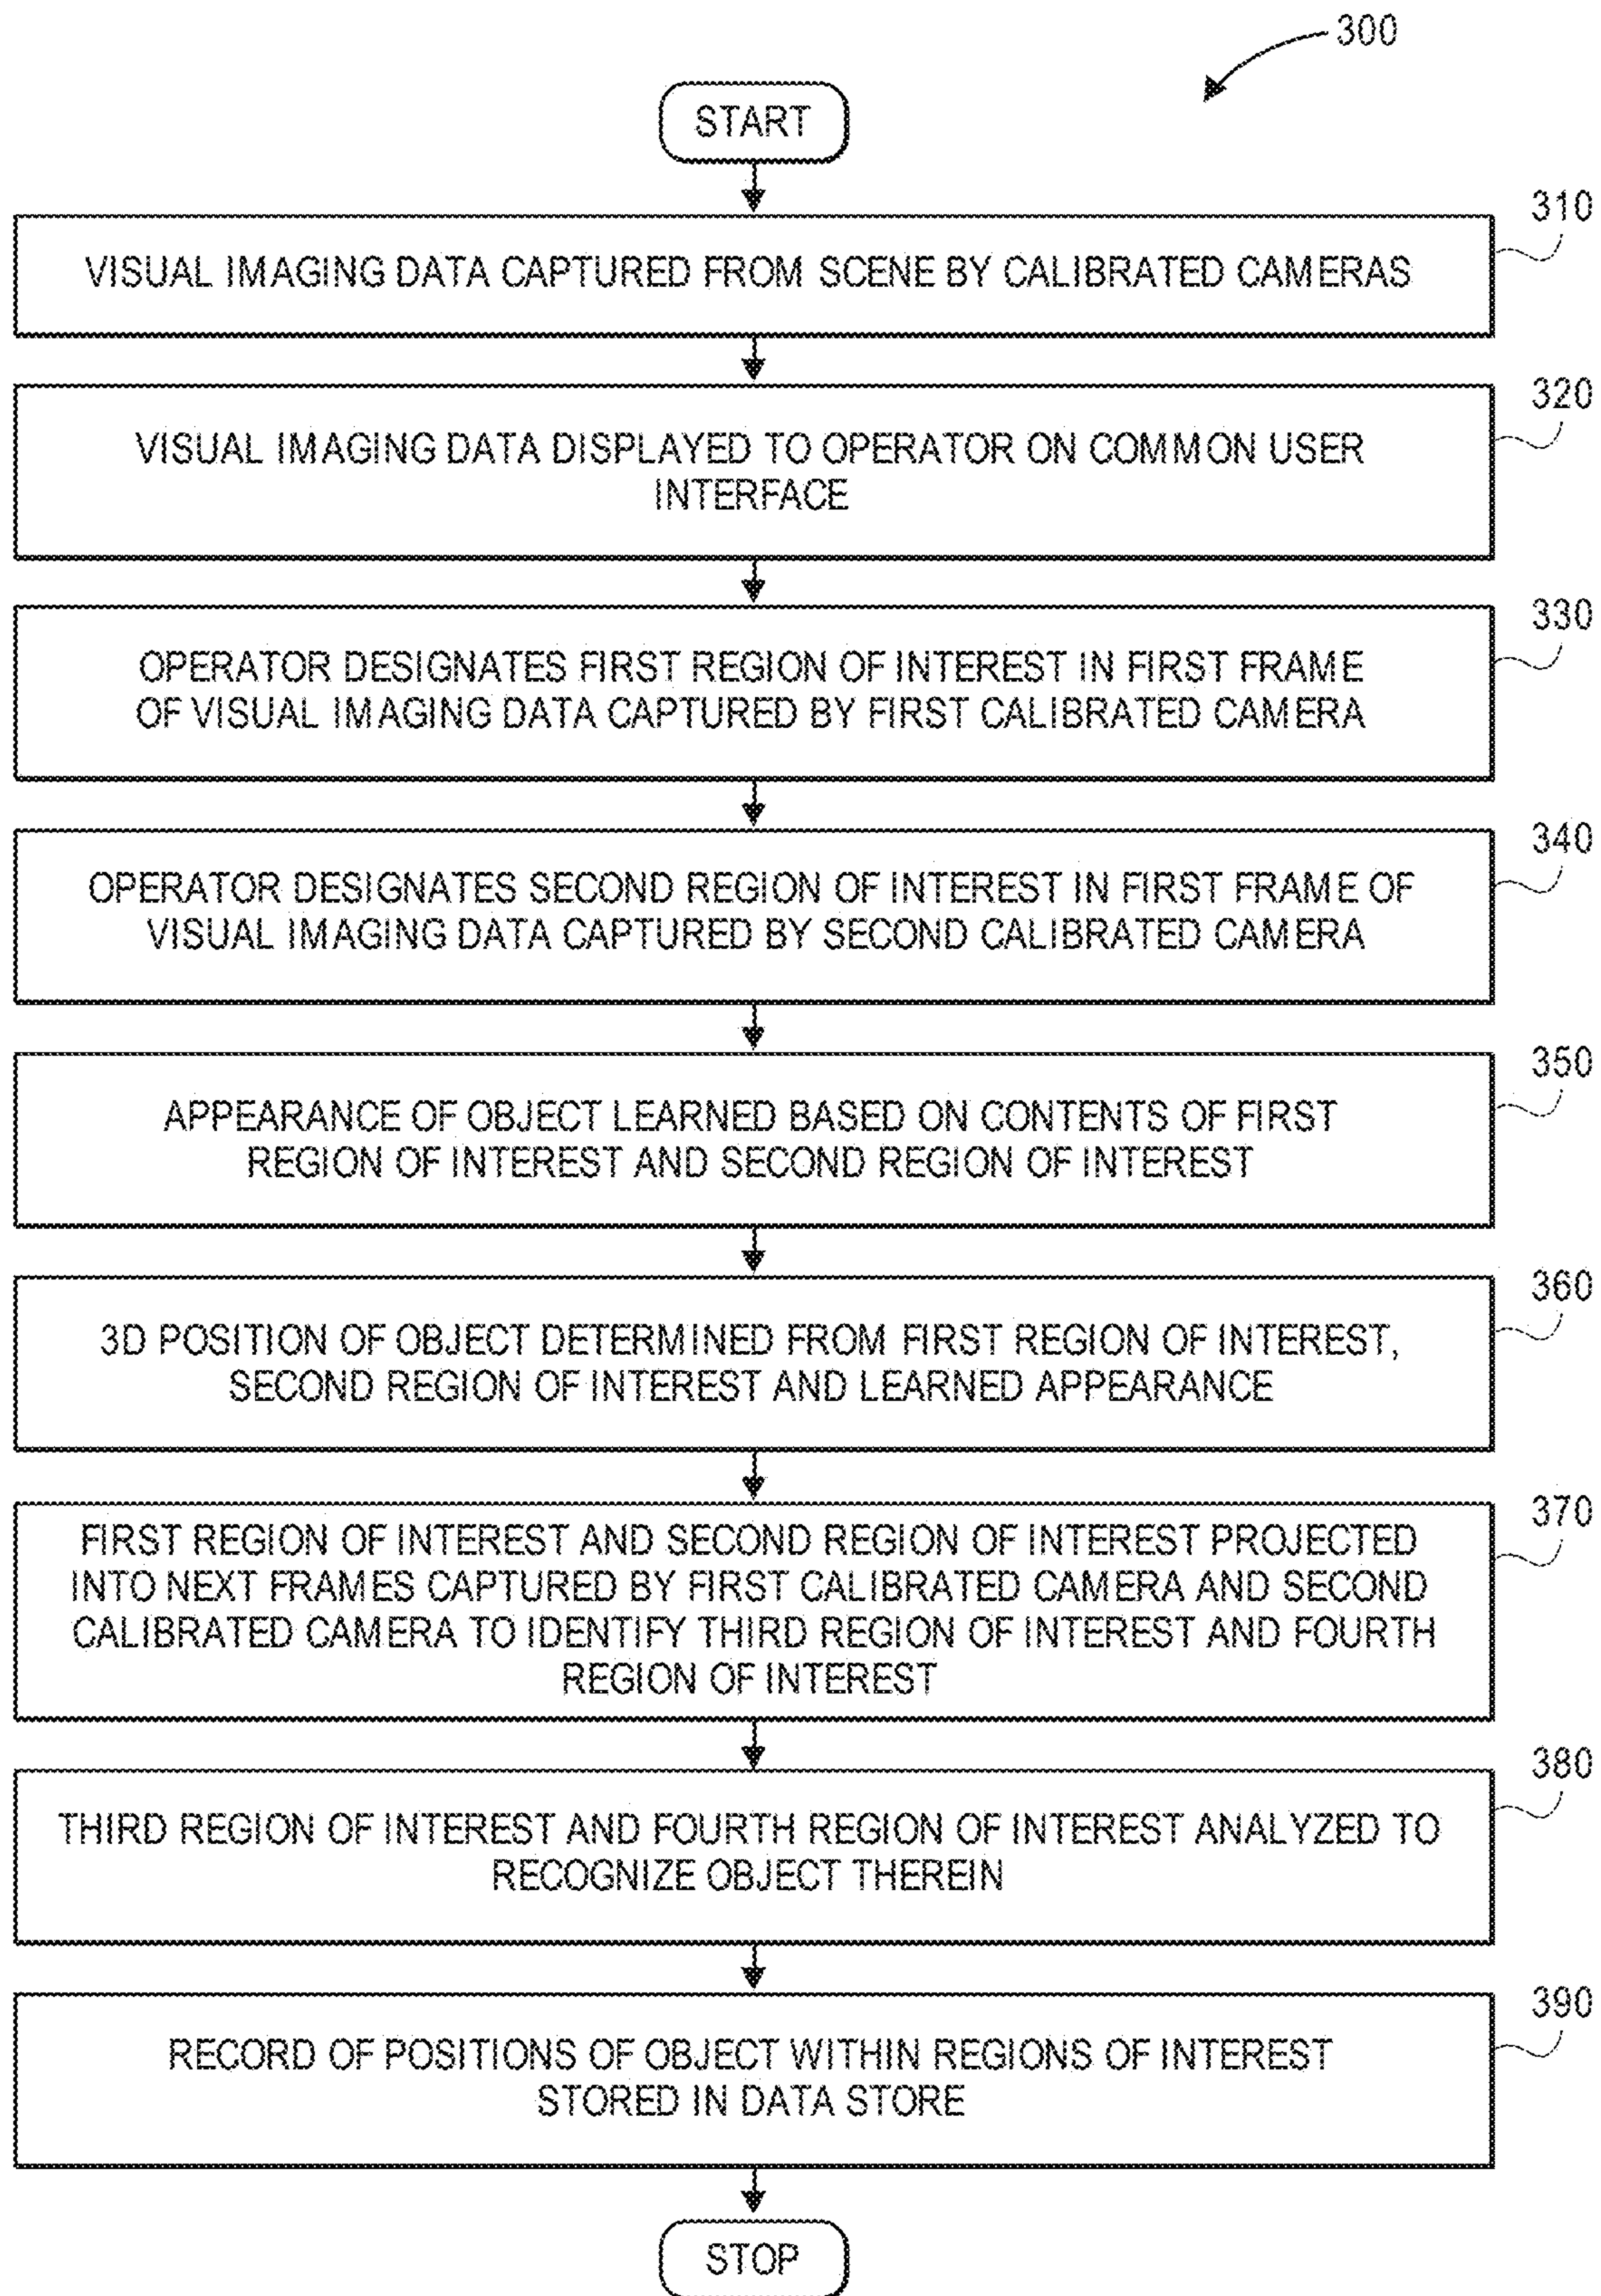 300
START
310
VISUAL IMAGING DATA CAPTURED FROM SCENE BY CALIBRATED CAMERAS
320
VISUAL IMAGING DATA DISPLAYED TO OPERATOR ON COMMON USER
INTERFACE
330
OPERATOR DESIGNATES FIRST REGION OF INTEREST IN FIRST FRAME
OF VISUAL IMAGING DATA CAPTURED BY FIRST CALIBRATED CAMERA
340
OPERATOR DESIGNATES SECOND REGION OF INTEREST IN FIRST FRAME OF
VISUAL IMAGING DATA CAPTURED BY SECOND CALIBRATED CAMERA
350
APPEARANCE OF OBJECT LEARNED BASED ON CONTENTS OF FIRST
REGION OF INTEREST AND SECOND REGION OF INTEREST
360
3D POSITION OF OBJECT DETERMINED FROM FIRST REGION OF INTEREST,
SECOND REGION OF INTEREST AND LEARNED APPEARANCE
370
FIRST REGION OF INTEREST AND SECOND REGION OF INTEREST PROJECTED
INTO NEXT FRAMES CAPTURED BY FIRST CALIBRATED CAMERA AND SECOND
CALIBRATED CAMERA TO IDENTIFY THIRD REGION OF INTEREST AND FOURTH
REGION OF INTEREST
380
THIRD REGION OF INTEREST AND FOURTH REGION OF INTEREST ANALYZED TO
RECOGNIZE OBJECT THEREIN
390
RECORD OF POSITIONS OF OBJECT WITHIN REGIONS OF INTEREST
STORED IN DATA STORE
STOP